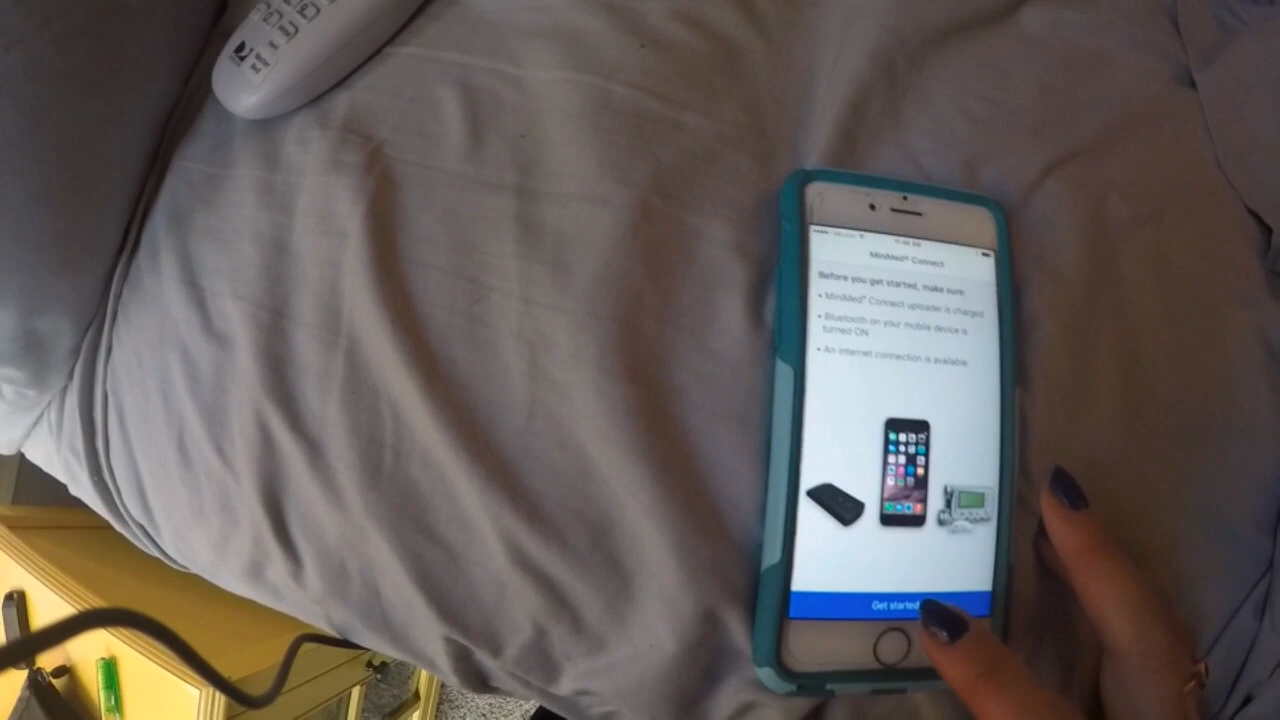 MiniMed® Connect
Before you get started, make sure:
• MiniMed® Connect uploader is charged
• Bluetooth on your mobile device is
turned ON
• An internet connection is available
Get started